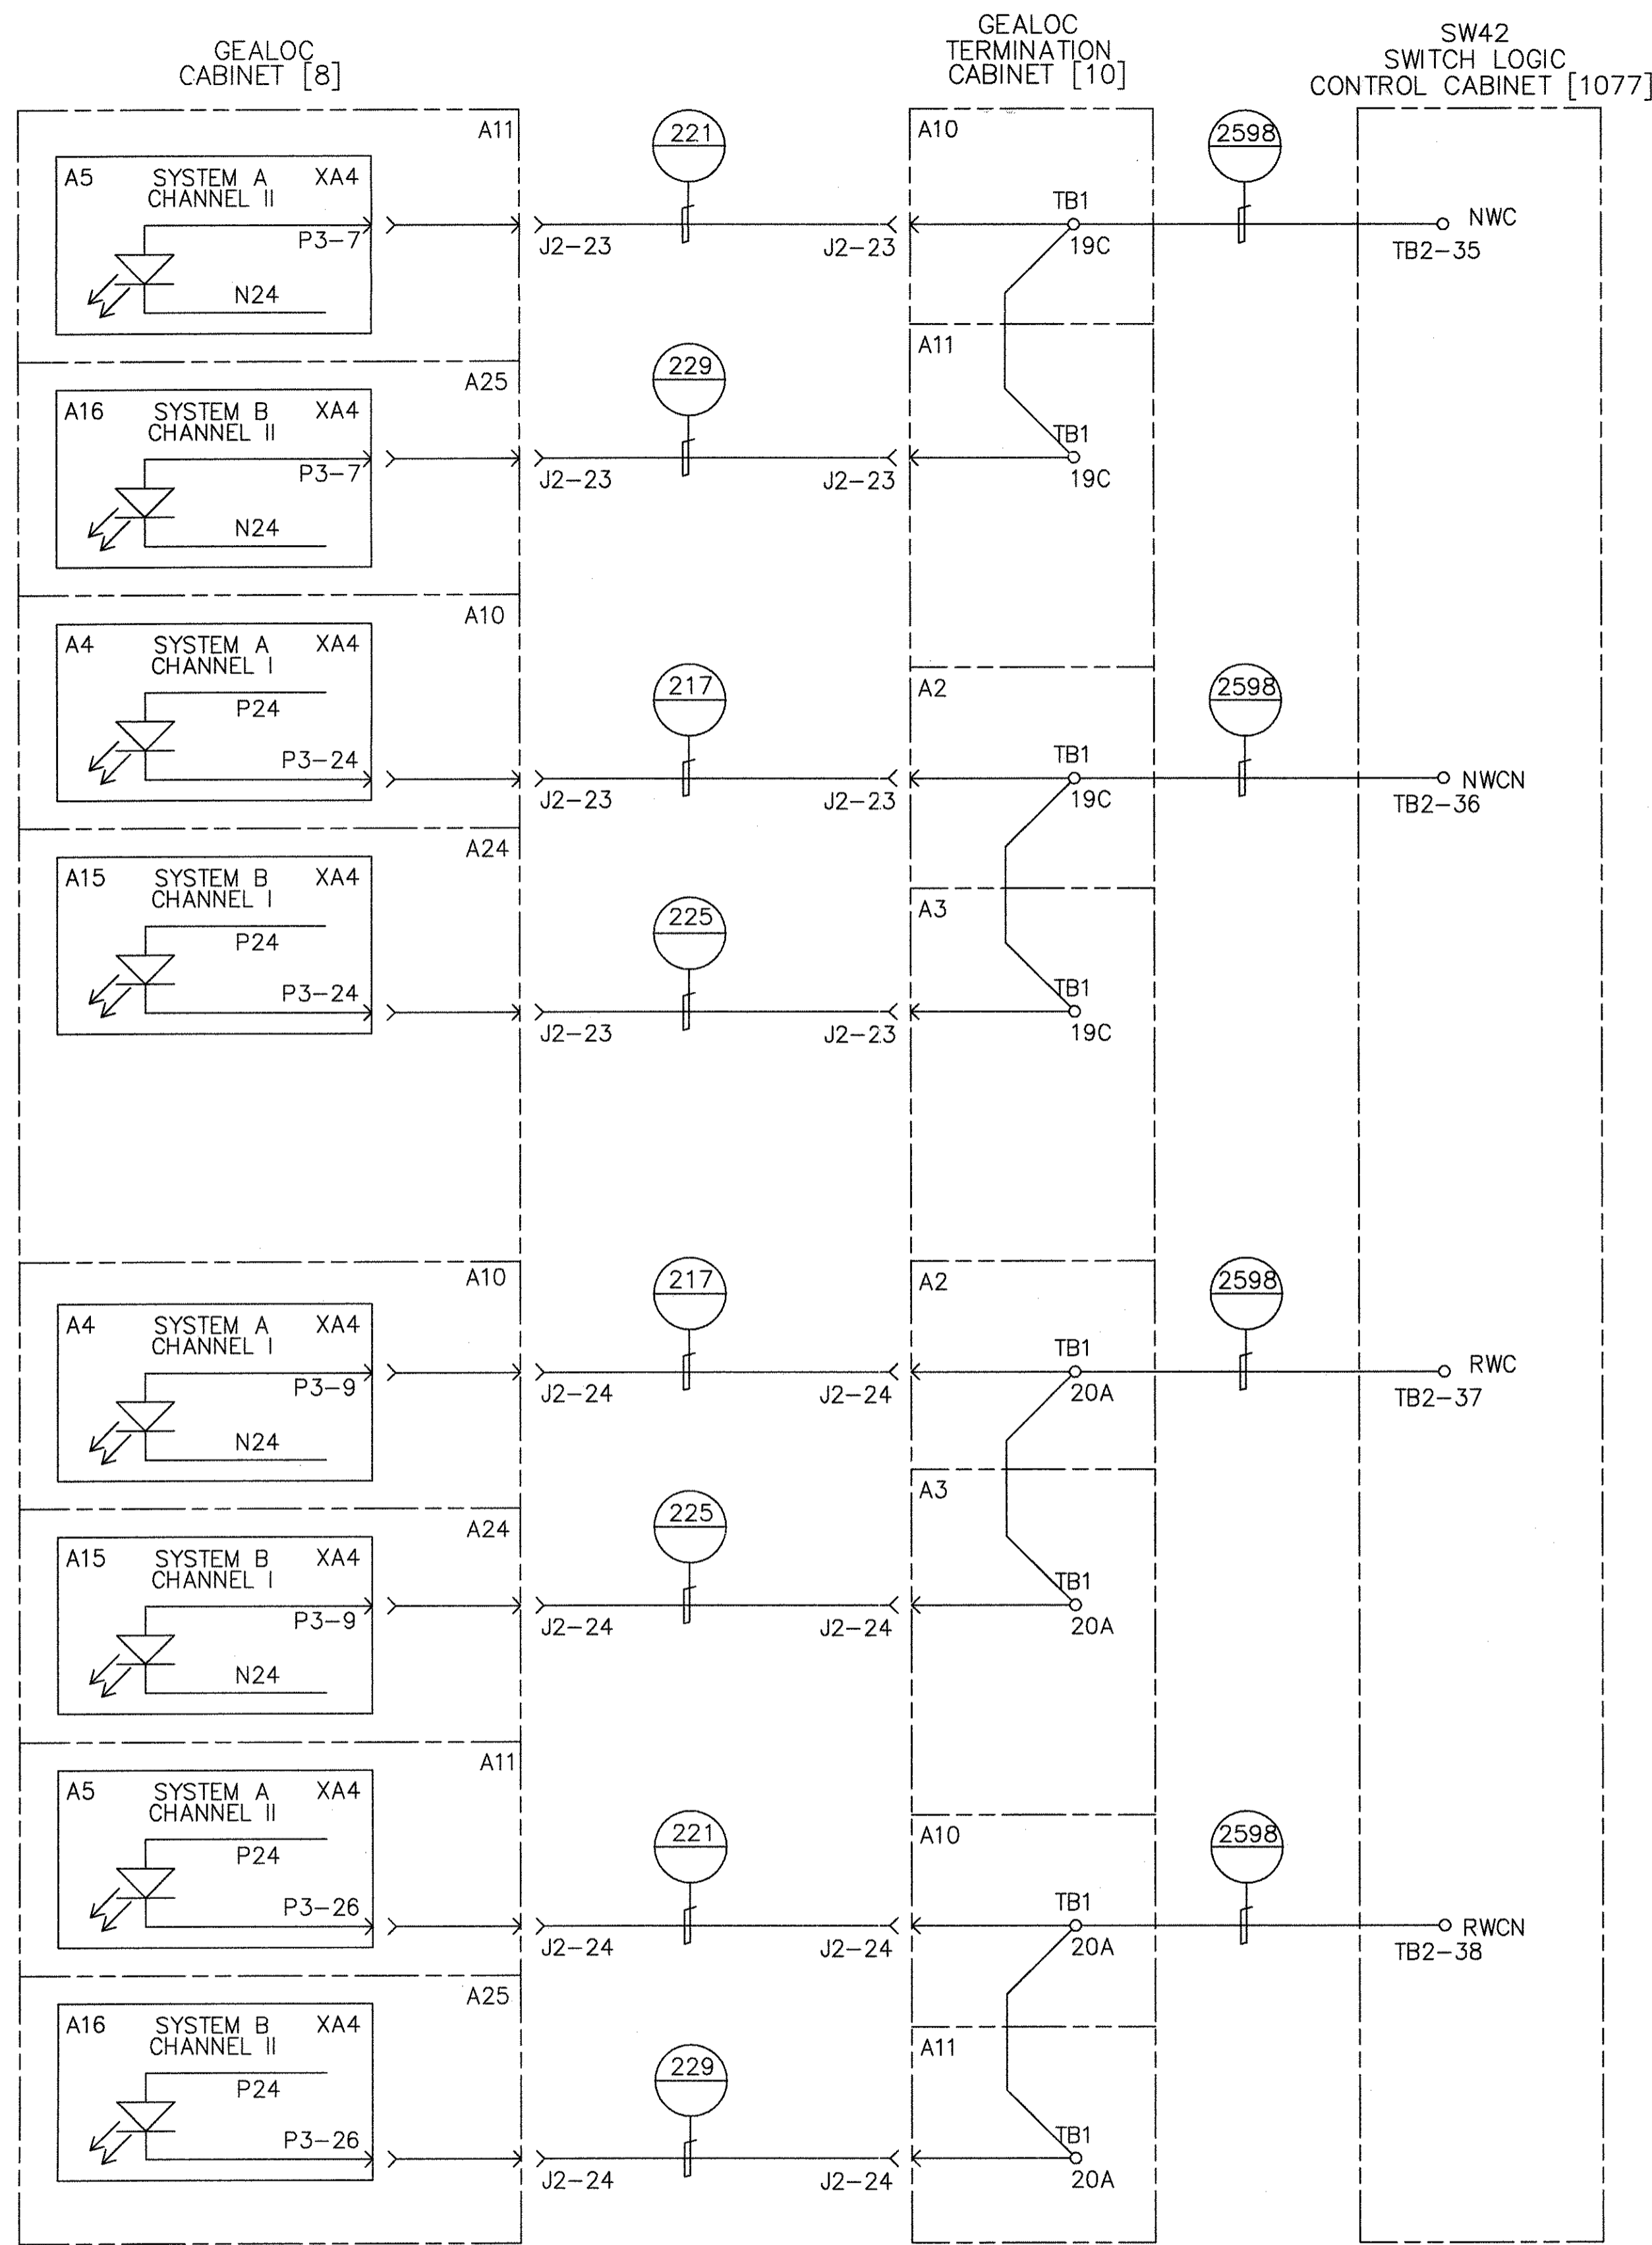 GEALOC
CABINET [8]
GEALOC
TERMINATION
CABINET [10]
SW42
SWITCH LOGIC
CONTROL CABINET [1077]
A11
A5 SYSTEM A XA4
CHANNEL II
P3-7
N24
J2-23
221
J2-23
A10
TB1
19C
2598
NWC
TB2-35
A25
A16 SYSTEM B XA4
CHANNEL II
P3-7
N24
J2-23
229
J2-23
A11
TB1
19C
A10
A4 SYSTEM A XA4
CHANNEL I
P24
P3-24
J2-23
217
J2-23
A2
TB1
19C
2598
NWCN
TB2-36
A24
A15 SYSTEM B XA4
CHANNEL I
P24
P3-24
J2-23
225
J2-23
A3
TB1
19C
A10
A4 SYSTEM A XA4
CHANNEL I
P3-9
N24
J2-24
217
J2-24
A2
TB1
20A
2598
RWC
TB2-37
A24
A15 SYSTEM B XA4
CHANNEL I
P3-9
N24
J2-24
225
J2-24
A3
TB1
20A
A11
A5 SYSTEM A XA4
CHANNEL II
P24
P3-26
J2-24
221
J2-24
A10
TB1
20A
2598
RWCN
TB2-38
A25
A16 SYSTEM B XA4
CHANNEL II
P24
P3-26
J2-24
229
J2-24
A11
TB1
20A